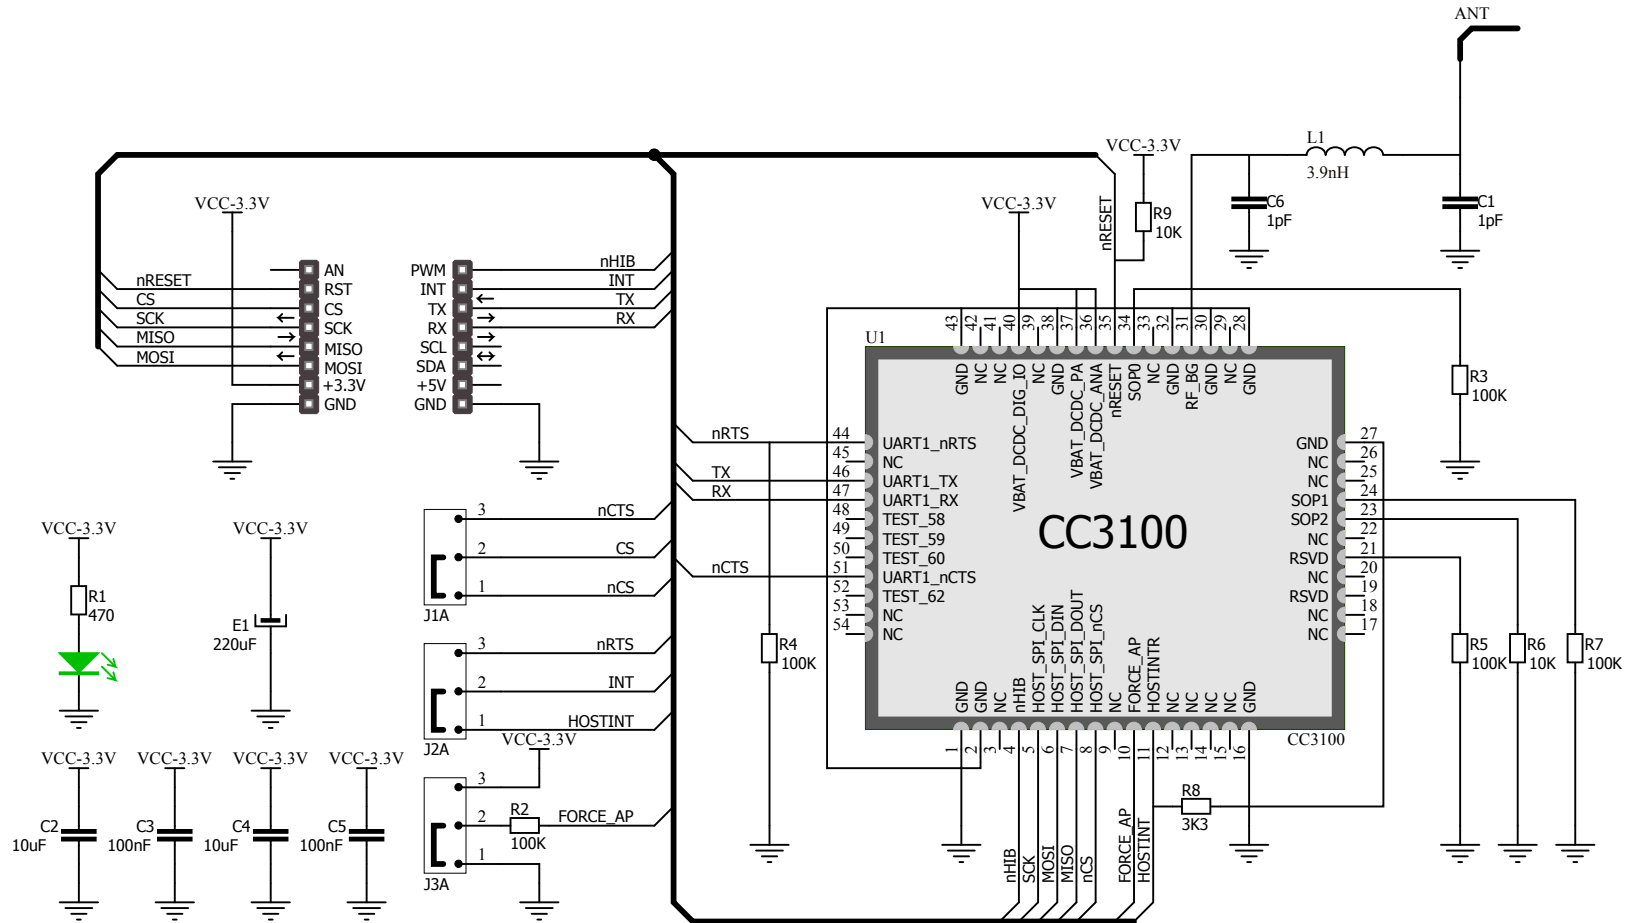 ANT
L1
3.9nH
C6
1pF
C1
1pF
VCC-3.3V
R9
10K
nRESET
VCC-3.3V
VCC-3.3V
nRESET
CS
SCK
MISO
MOSI
AN
RST
CS
SCK
MISO
MOSI
+3.3V
GND
PWM
INT
TX
RX
SCL
SDA
+5V
GND
nHIB
INT
TX
RX
U1
43
42
41
40
39
38
37
36
35
34
33
32
31
30
29
28
GND
NC
NC
VBAT_DCDC_DIG_IO
NC
GND
VBAT_DCDC_PA
VBAT_DCDC_ANA
nRESET
SOP0
NC
GND
RF_BG
GND
NC
GND
R3
100K
nRTS
TX
RX
nCTS
44
45
46
47
48
49
50
51
52
53
54
UART1_nRTS
NC
UART1_TX
UART1_RX
TEST_58
TEST_59
TEST_60
UART1_nCTS
TEST_62
NC
NC
CC3100
GND
NC
NC
SOP1
SOP2
NC
RSVD
NC
RSVD
NC
NC
27
26
25
24
23
22
21
20
19
18
17
GND
GND
NC
nHIB
HOST_SPI_CLK
HOST_SPI_DIN
HOST_SPI_DOUT
HOST_SPI_nCS
NC
FORCE_AP
HOSTINTR
NC
NC
NC
NC
GND
1
2
3
4
5
6
7
8
9
10
11
12
13
14
15
16
CC3100
R4
100K
R5
100K
R6
10K
R7
100K
R8
3K3
nHIB
SCK
MOSI
MISO
nCS
FORCE_AP
HOSTINT
3
nCTS
2
CS
1
nCS
J1A
3
nRTS
2
INT
1
HOSTINT
J2A
VCC-3.3V
3
2
R2
100K
FORCE_AP
1
J3A
VCC-3.3V
R1
470
VCC-3.3V
E1
220uF
VCC-3.3V
VCC-3.3V
VCC-3.3V
VCC-3.3V
C2
10uF
C3
100nF
C4
10uF
C5
100nF